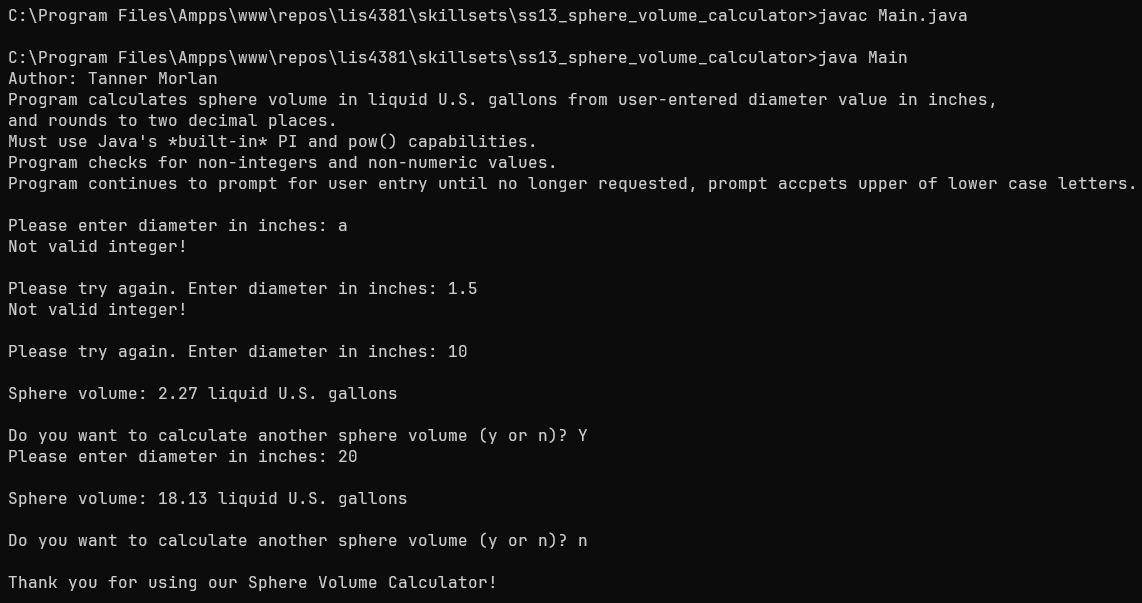 C:\Program Files\Ampps\www\repos\lis4381\skillsets\ss13_sphere_volume_calculator>javac Main.java
C:\Program Files\Ampps\www\repos\lis4381\skillsets\ss13_sphere_volume_calculator>java Main
Author: Tanner Morlan
Program calculates sphere volume in liquid U.S. gallons from user-entered diameter value in inches,
and rounds to two decimal places.
Must use Java's *built-in* PI and pow() capabilities.
Program checks for non-integers and non-numeric values.
Program continues to prompt for user entry until no longer requested, prompt accpets upper of lower case letters.
Please enter diameter in inches: a
Not valid integer!
Please try again. Enter diameter in inches: 1.5
Not valid integer!
Please try again. Enter diameter in inches: 10
Sphere volume: 2.27 liquid U.S. gallons
Do you want to calculate another sphere volume (y or n)? Y
Please enter diameter in inches: 20
Sphere volume: 18.13 liquid U.S. gallons
Do you want to calculate another sphere volume (y or n)? n
Thank you for using our Sphere Volume Calculator!